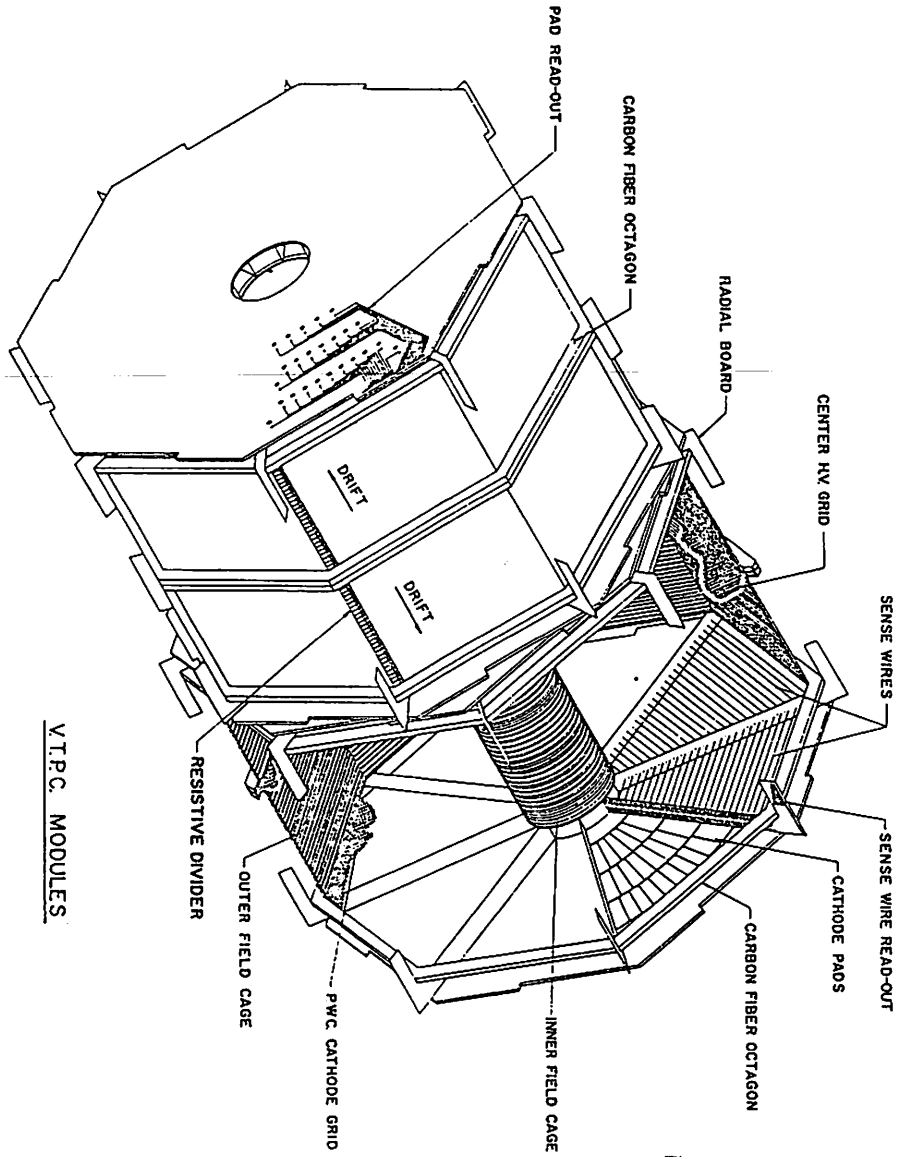 PAD READ-OUT
CARBON FIBER OCTAGON
RADIAL BOARD
CENTER H.V. GRID
SENSE WIRES
SENSE WIRE READ-OUT
CATHODE PADS
CARBON FIBER OCTAGON
INNER FIELD CAGE
P.W.C. CATHODE GRID
OUTER FIELD CAGE
RESISTIVE DIVIDER
DRIFT
DRIFT
V.T.P.C. MODULES